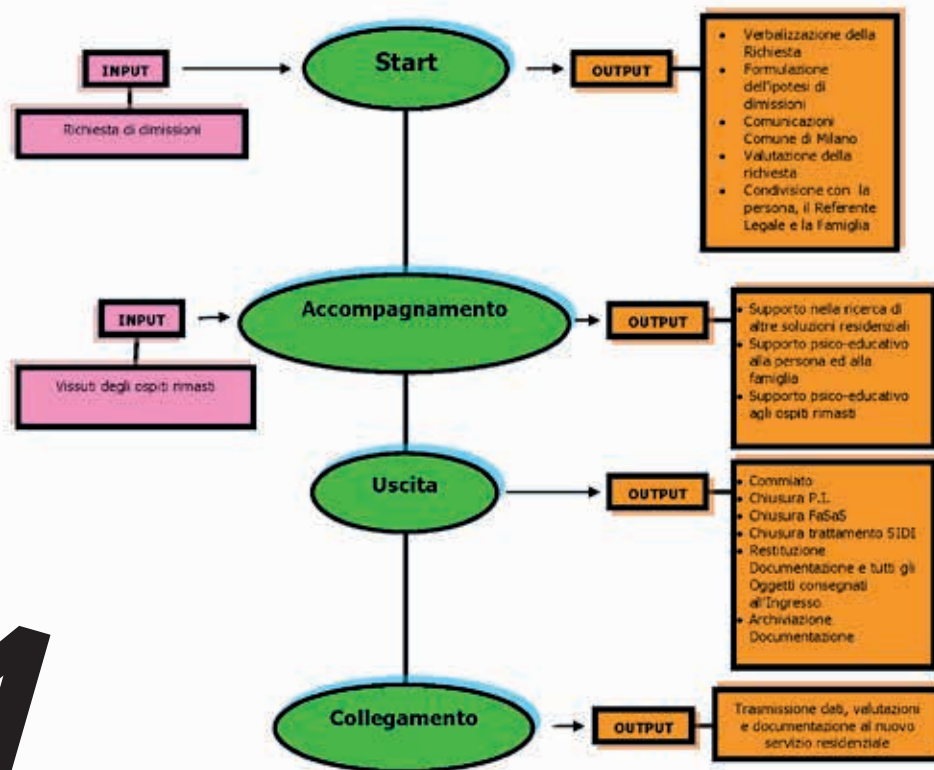 Start
INPUT
Richiesta di dimissioni
OUTPUT
• Verbalizzazione della
Richiesta
• Formulazione
dell'ipotesi di
dimissioni
• Comunicazioni
Comune di Milano
• Valutazione della
richiesta
• Condivisione con la
persona, il Referente
Legale e la Famiglia
Accompagnamento
INPUT
Vissuti degli ospiti rimasti
OUTPUT
• Supporto nella ricerca di
altre soluzioni residenziali
• Supporto psico-educativo
alla persona ed alla
famiglia
• Supporto psico-educativo
agli ospiti rimasti
Uscita
OUTPUT
• Commiato
• Chiusura P.I.
• Chiusura FaSaS
• Chiusura trattamento SIDI
• Restituzione
Documentazione e tutti gli
Oggetti consegnati
all'Ingresso
• Archiviazione
Documentazione
Collegamento
OUTPUT
Trasmissione dati, valutazioni
e documentazione al nuovo
servizio residenziale